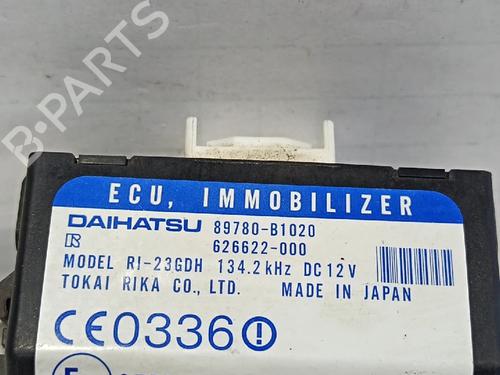 B-PARTS
ECU, IMMOBILIZER
DAIHATSU 89780-B1020
626622-000
MODEL RI-23GDH 134.2kHz DC12V
TOKAI RIKA CO., LTD. MADE IN JAPAN
CE0336